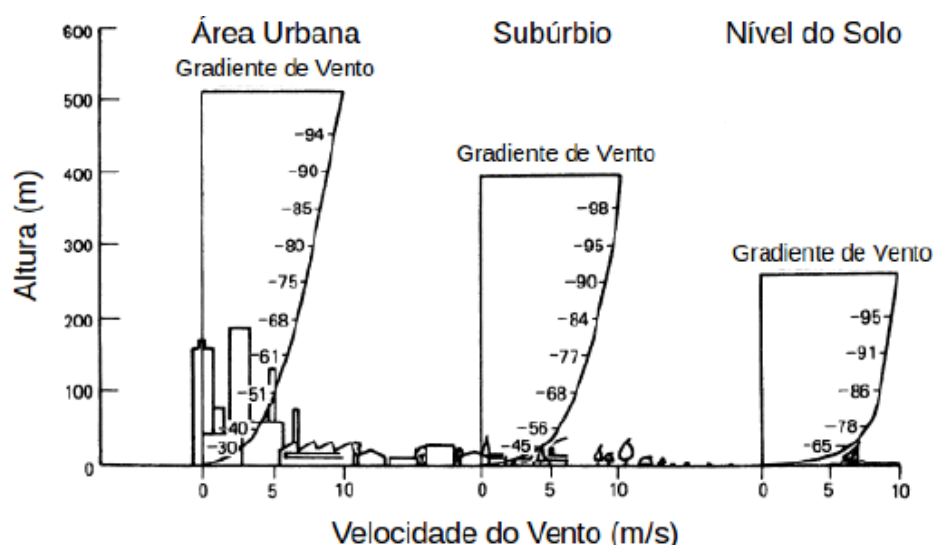 Área Urbana
Subúrbio
Nível do Solo
Gradiente de Vento
Gradiente de Vento
Gradiente de Vento
Altura (m)
600
500
400
300
200
100
0
-94
-90
-85
-80
-75
-68
-61
-51
-40
-30
-98
-95
-90
-84
-77
-68
-56
-45
-95
-91
-86
-78
-65
0 5 10
0 5 10
0 5 10
Velocidade do Vento (m/s)